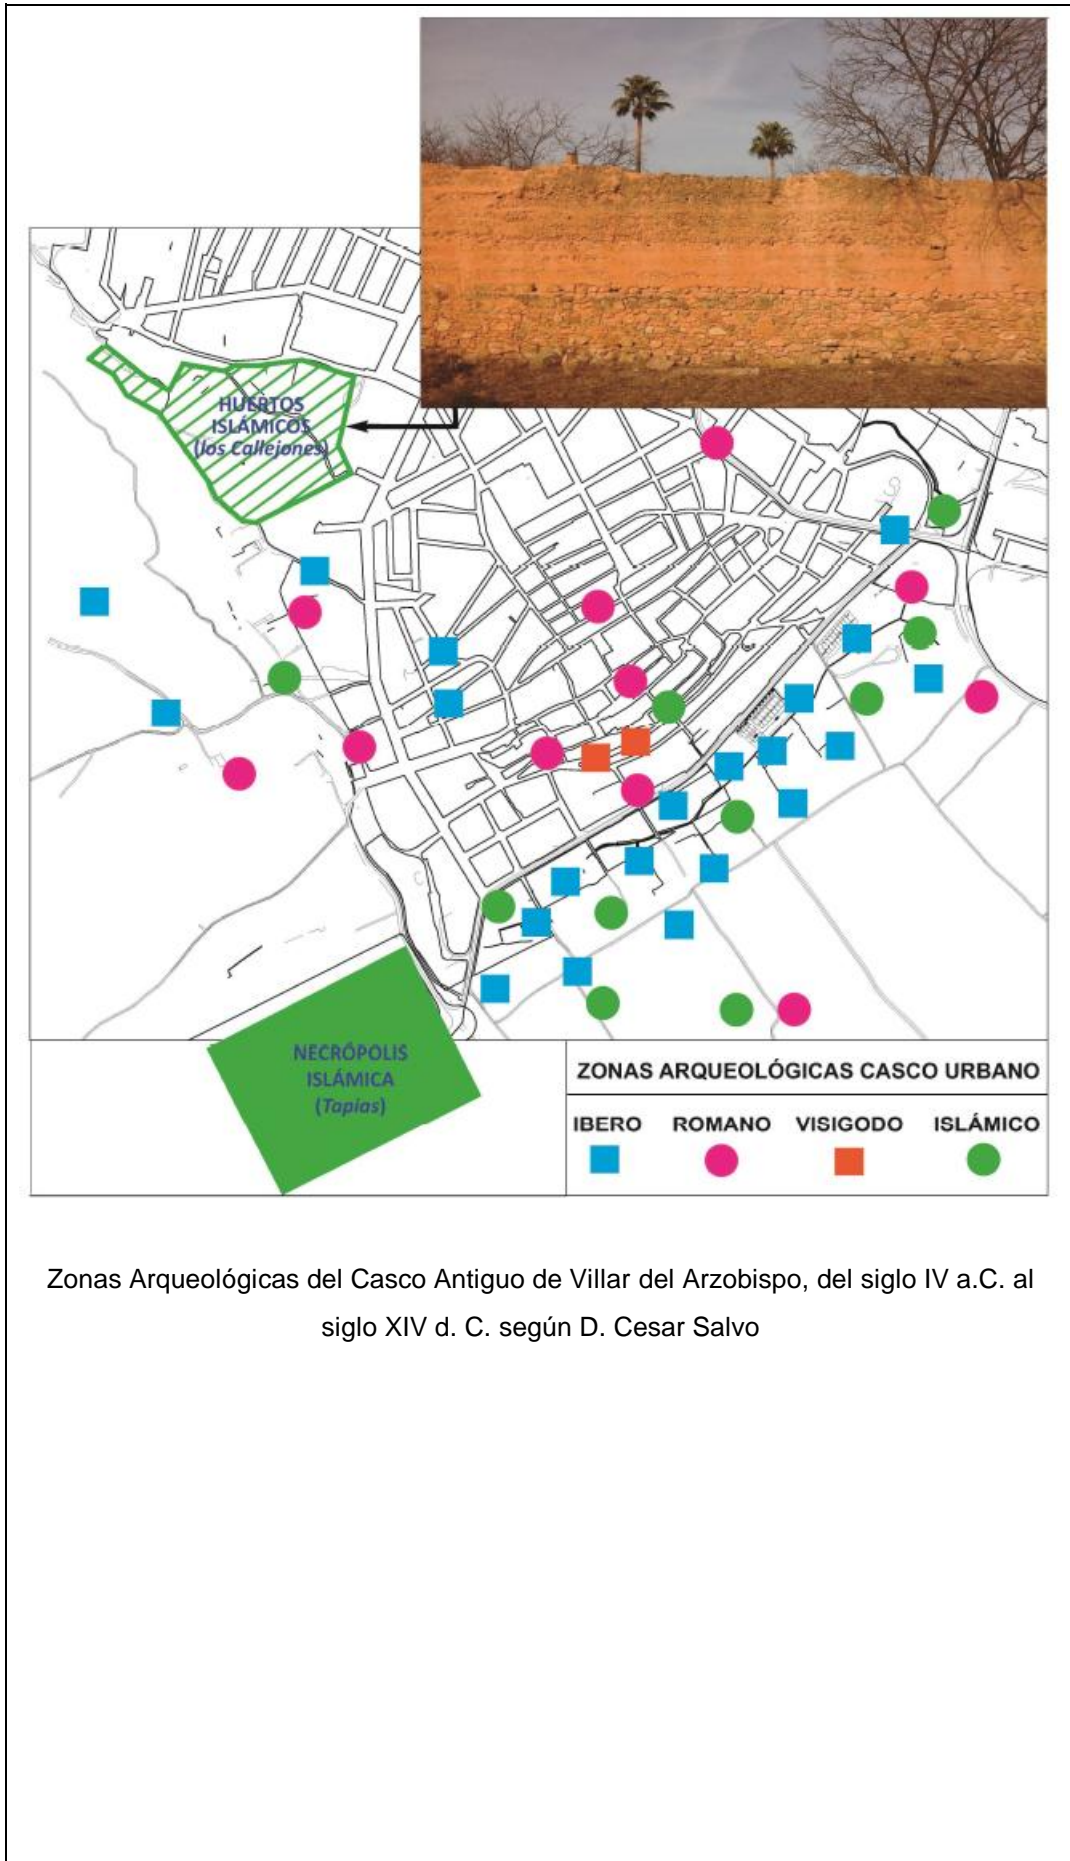 HUERTOS
ISLÁMICOS
(los Callejones)
NECRÓPOLIS
ISLÁMICA
(Tapias)
ZONAS ARQUEOLÓGICAS CASCO URBANO
IBERO ROMANO VISIGODO ISLÁMICO
Zonas Arqueológicas del Casco Antiguo de Villar del Arzobispo, del siglo IV a.C. al
siglo XIV d. C. según D. Cesar Salvo